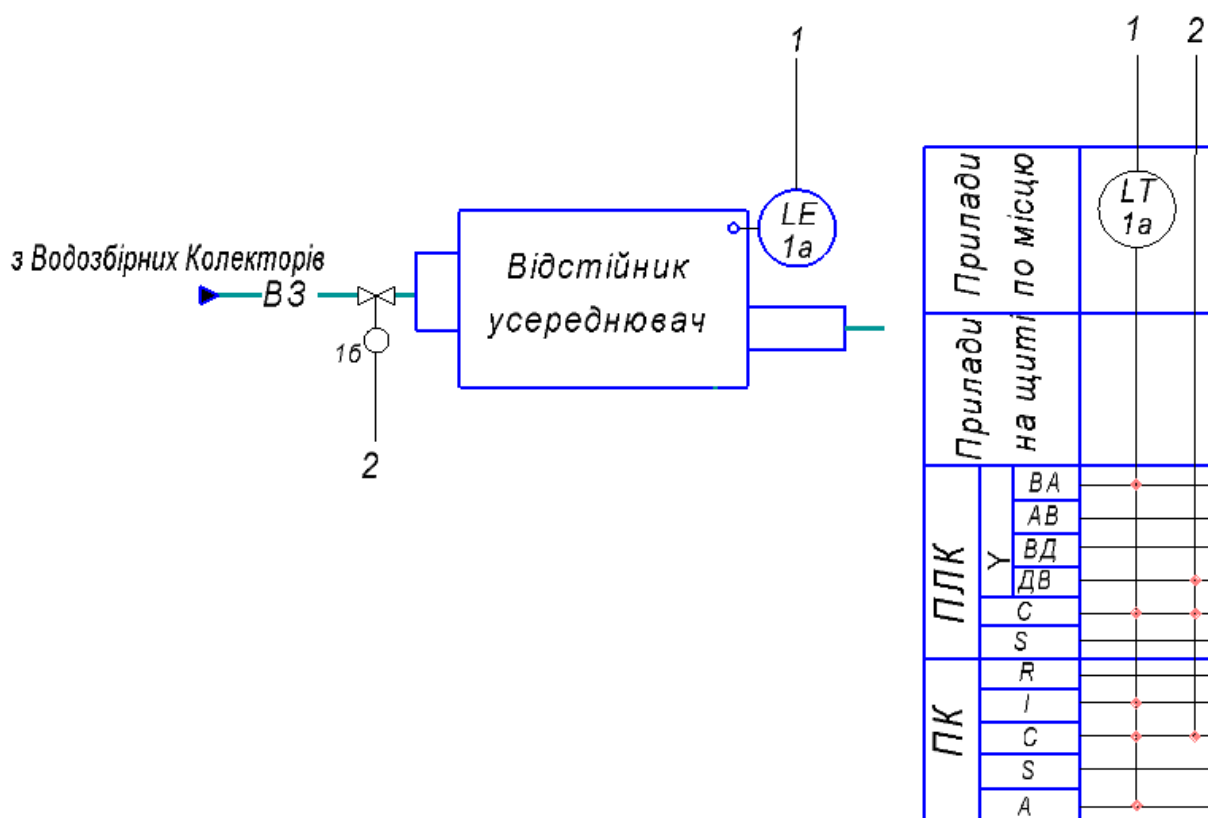 1
LE
1а
з Водозбірних Колекторів
ВЗ
Відстійник
усереднювач
1б
2
1 2
Прилади
по місцю
LT
1а
Прилади
на щиті
ПЛК
Y
ВА
АВ
ВД
ДВ
С
S
ПК
R
I
С
S
А